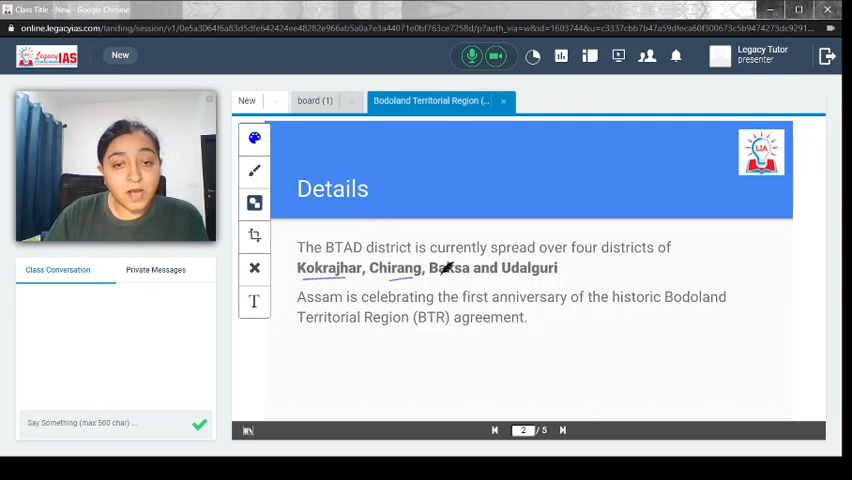 Class Title - New - Google Chrome
New
Legacy IAS
Legacy Tutor
presenter
New
board (1)
Bodoland Territorial Region (...
Class Conversation
Private Messages
Say Something (max 500 char) ...
Details
LIA
The BTAD district is currently spread over four districts of
Kokrajhar, Chirang, Baksa and Udalguri
Assam is celebrating the first anniversary of the historic Bodoland
Territorial Region (BTR) agreement.
T
2 / 5